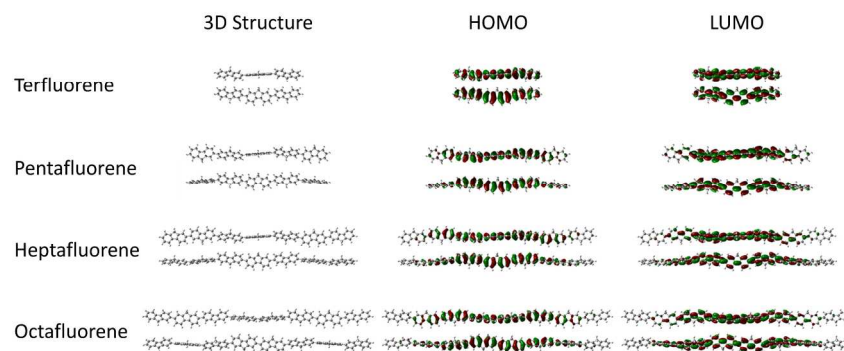 3D Structure HOMO LUMO
Terfluorene
Pentafluorene
Heptafluorene
Octafluorene